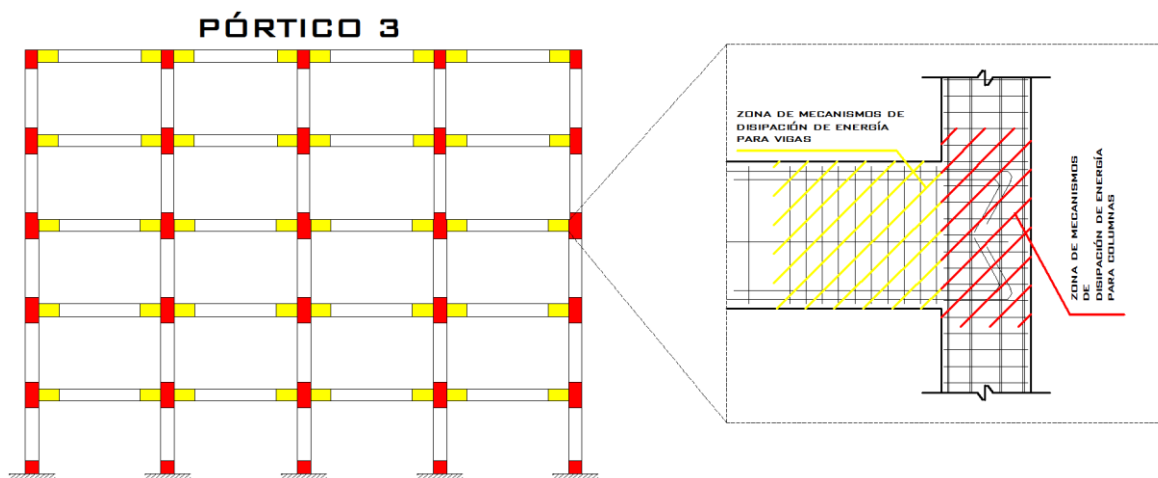 PÓRTICO 3
ZONA DE MECANISMOS DE
DISIPACIÓN DE ENERGÍA
PARA VIGAS
ZONA DE MECANISMOS
DE
DISIPACIÓN DE ENERGÍA
PARA COLUMNAS